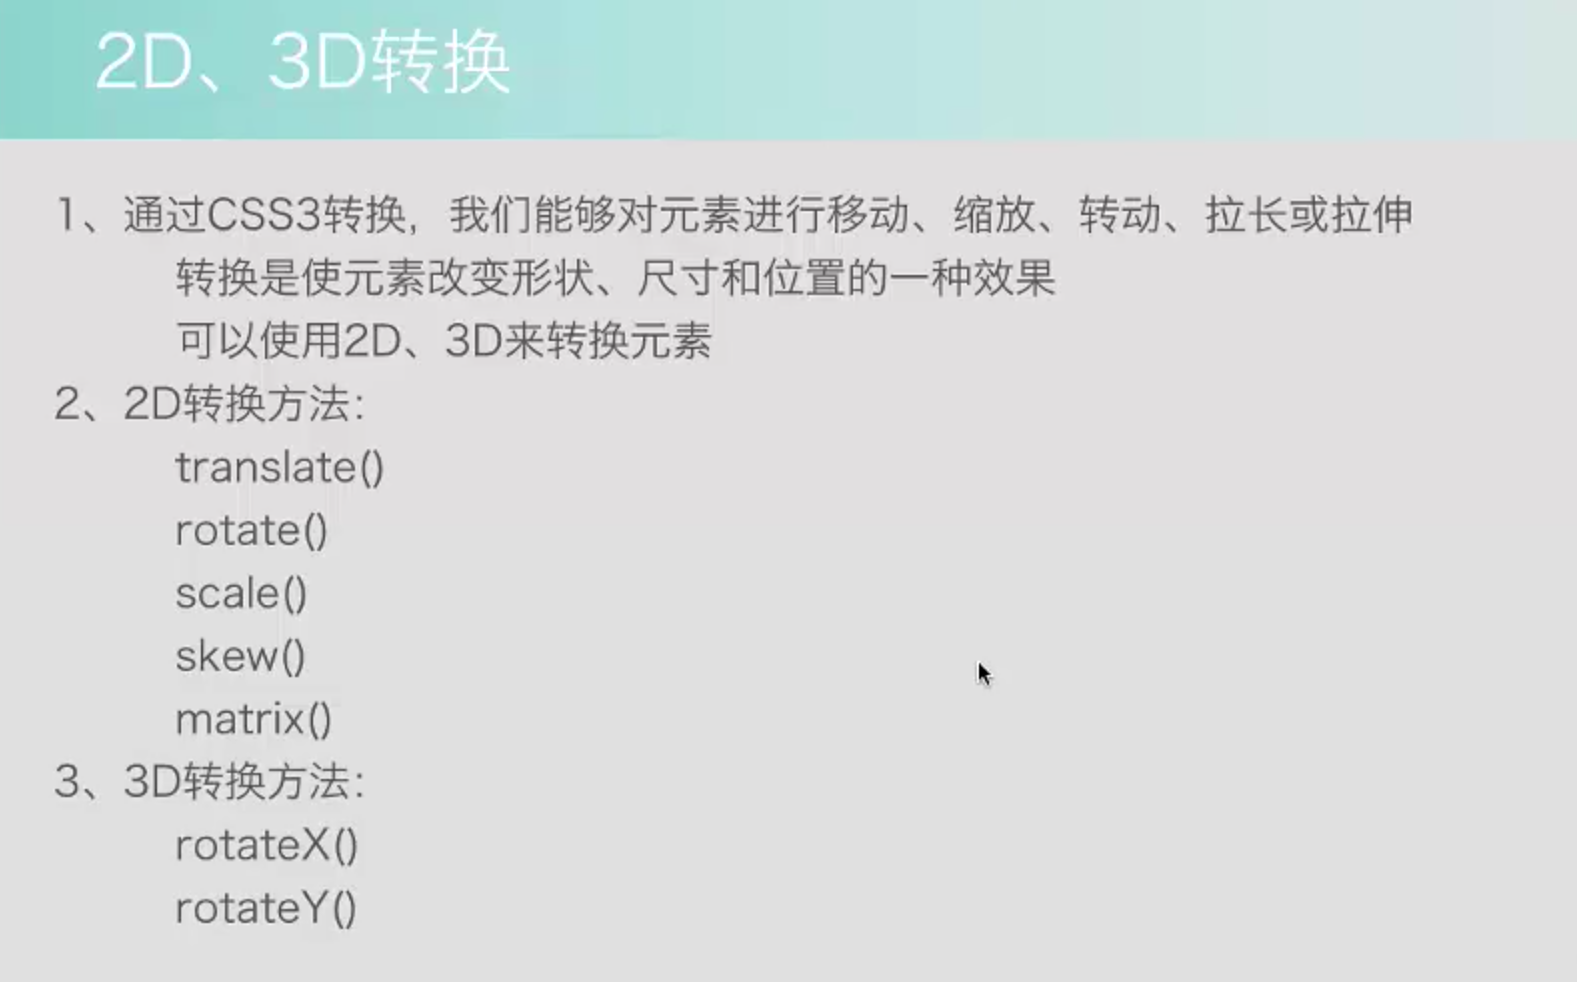 2D、3D转换
1、通过CSS3转换，我们能够对元素进行移动、缩放、转动、拉长或拉伸
转换是使元素改变形状、尺寸和位置的一种效果
可以使用2D、3D来转换元素
2、2D转换方法：
translate()
rotate()
scale()
skew()
matrix()
3、3D转换方法：
rotateX()
rotateY()